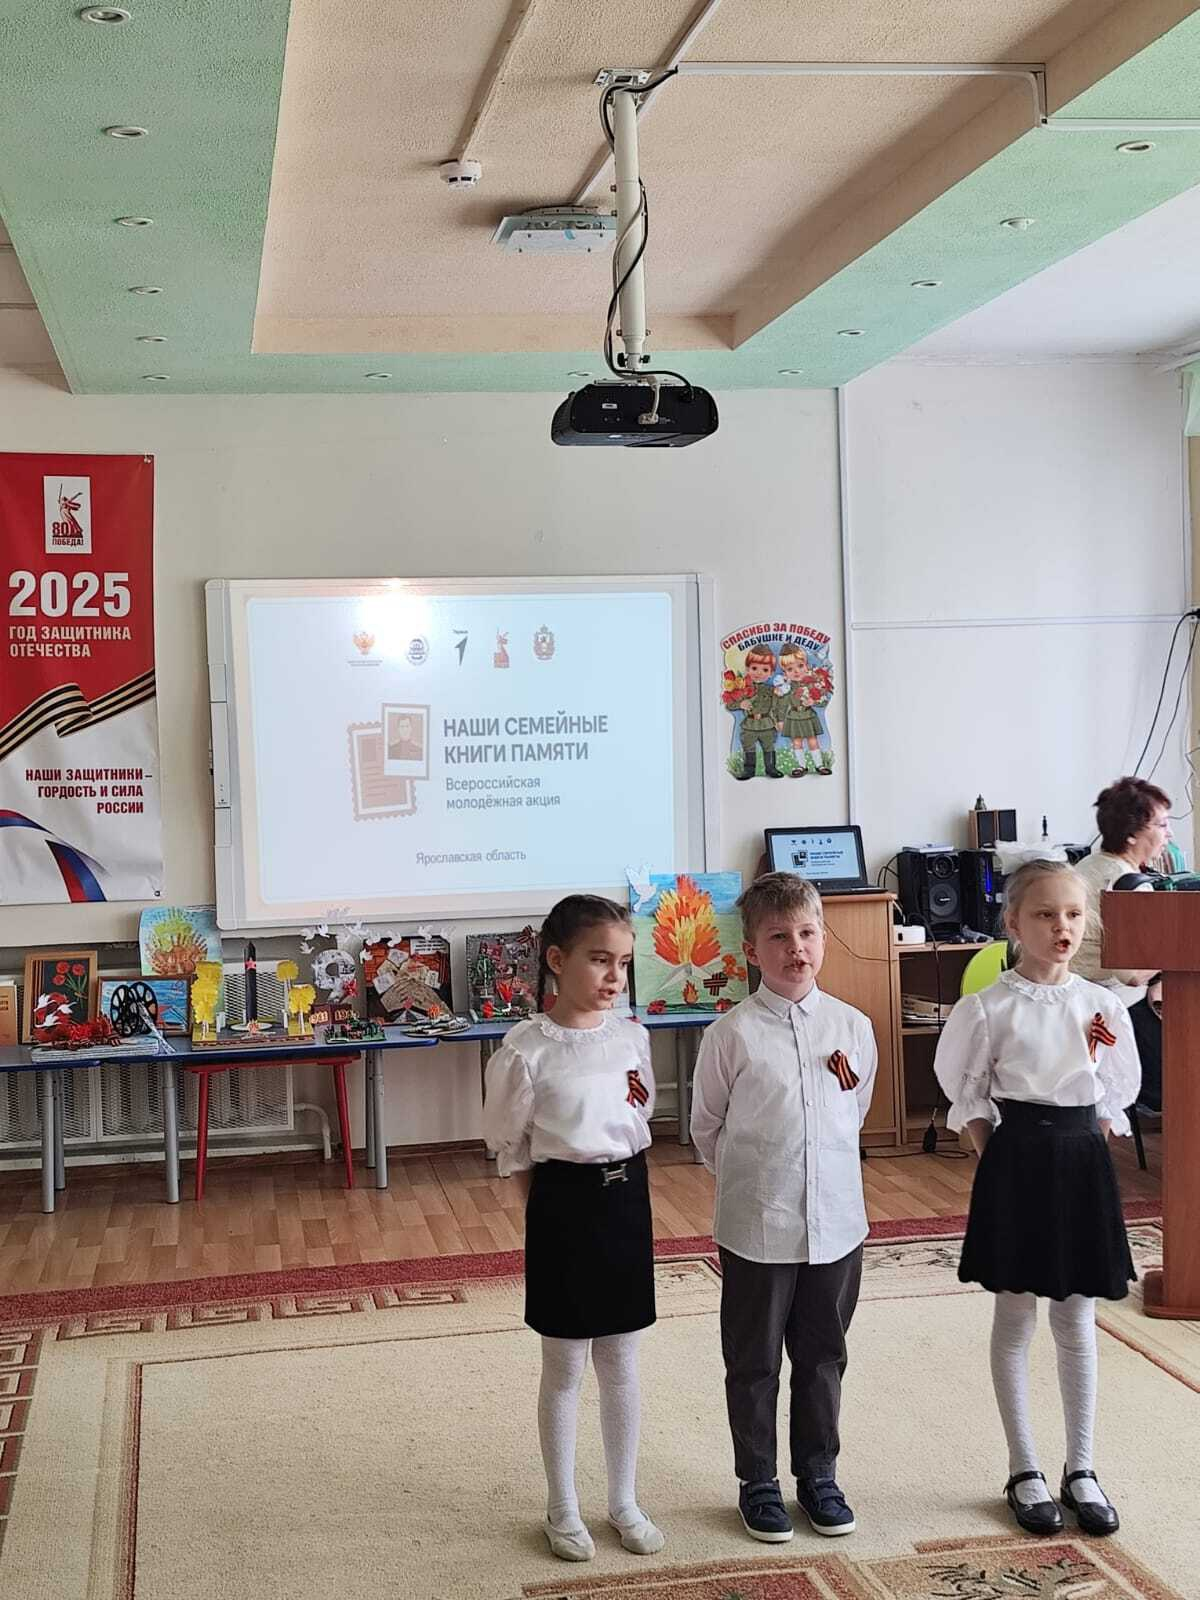 80
ПОБЕДА!
2025
ГОД ЗАЩИТНИКА
ОТЕЧЕСТВА
НАШИ ЗАЩИТНИКИ –
ГОРДОСТЬ И СИЛА
РОССИИ
НАШИ СЕМЕЙНЫЕ
КНИГИ ПАМЯТИ
Всероссийская
молодёжная акция
Ярославская область
СПАСИБО ЗА ПОБЕДУ
БАБУШКЕ И ДЕДУ!
1941